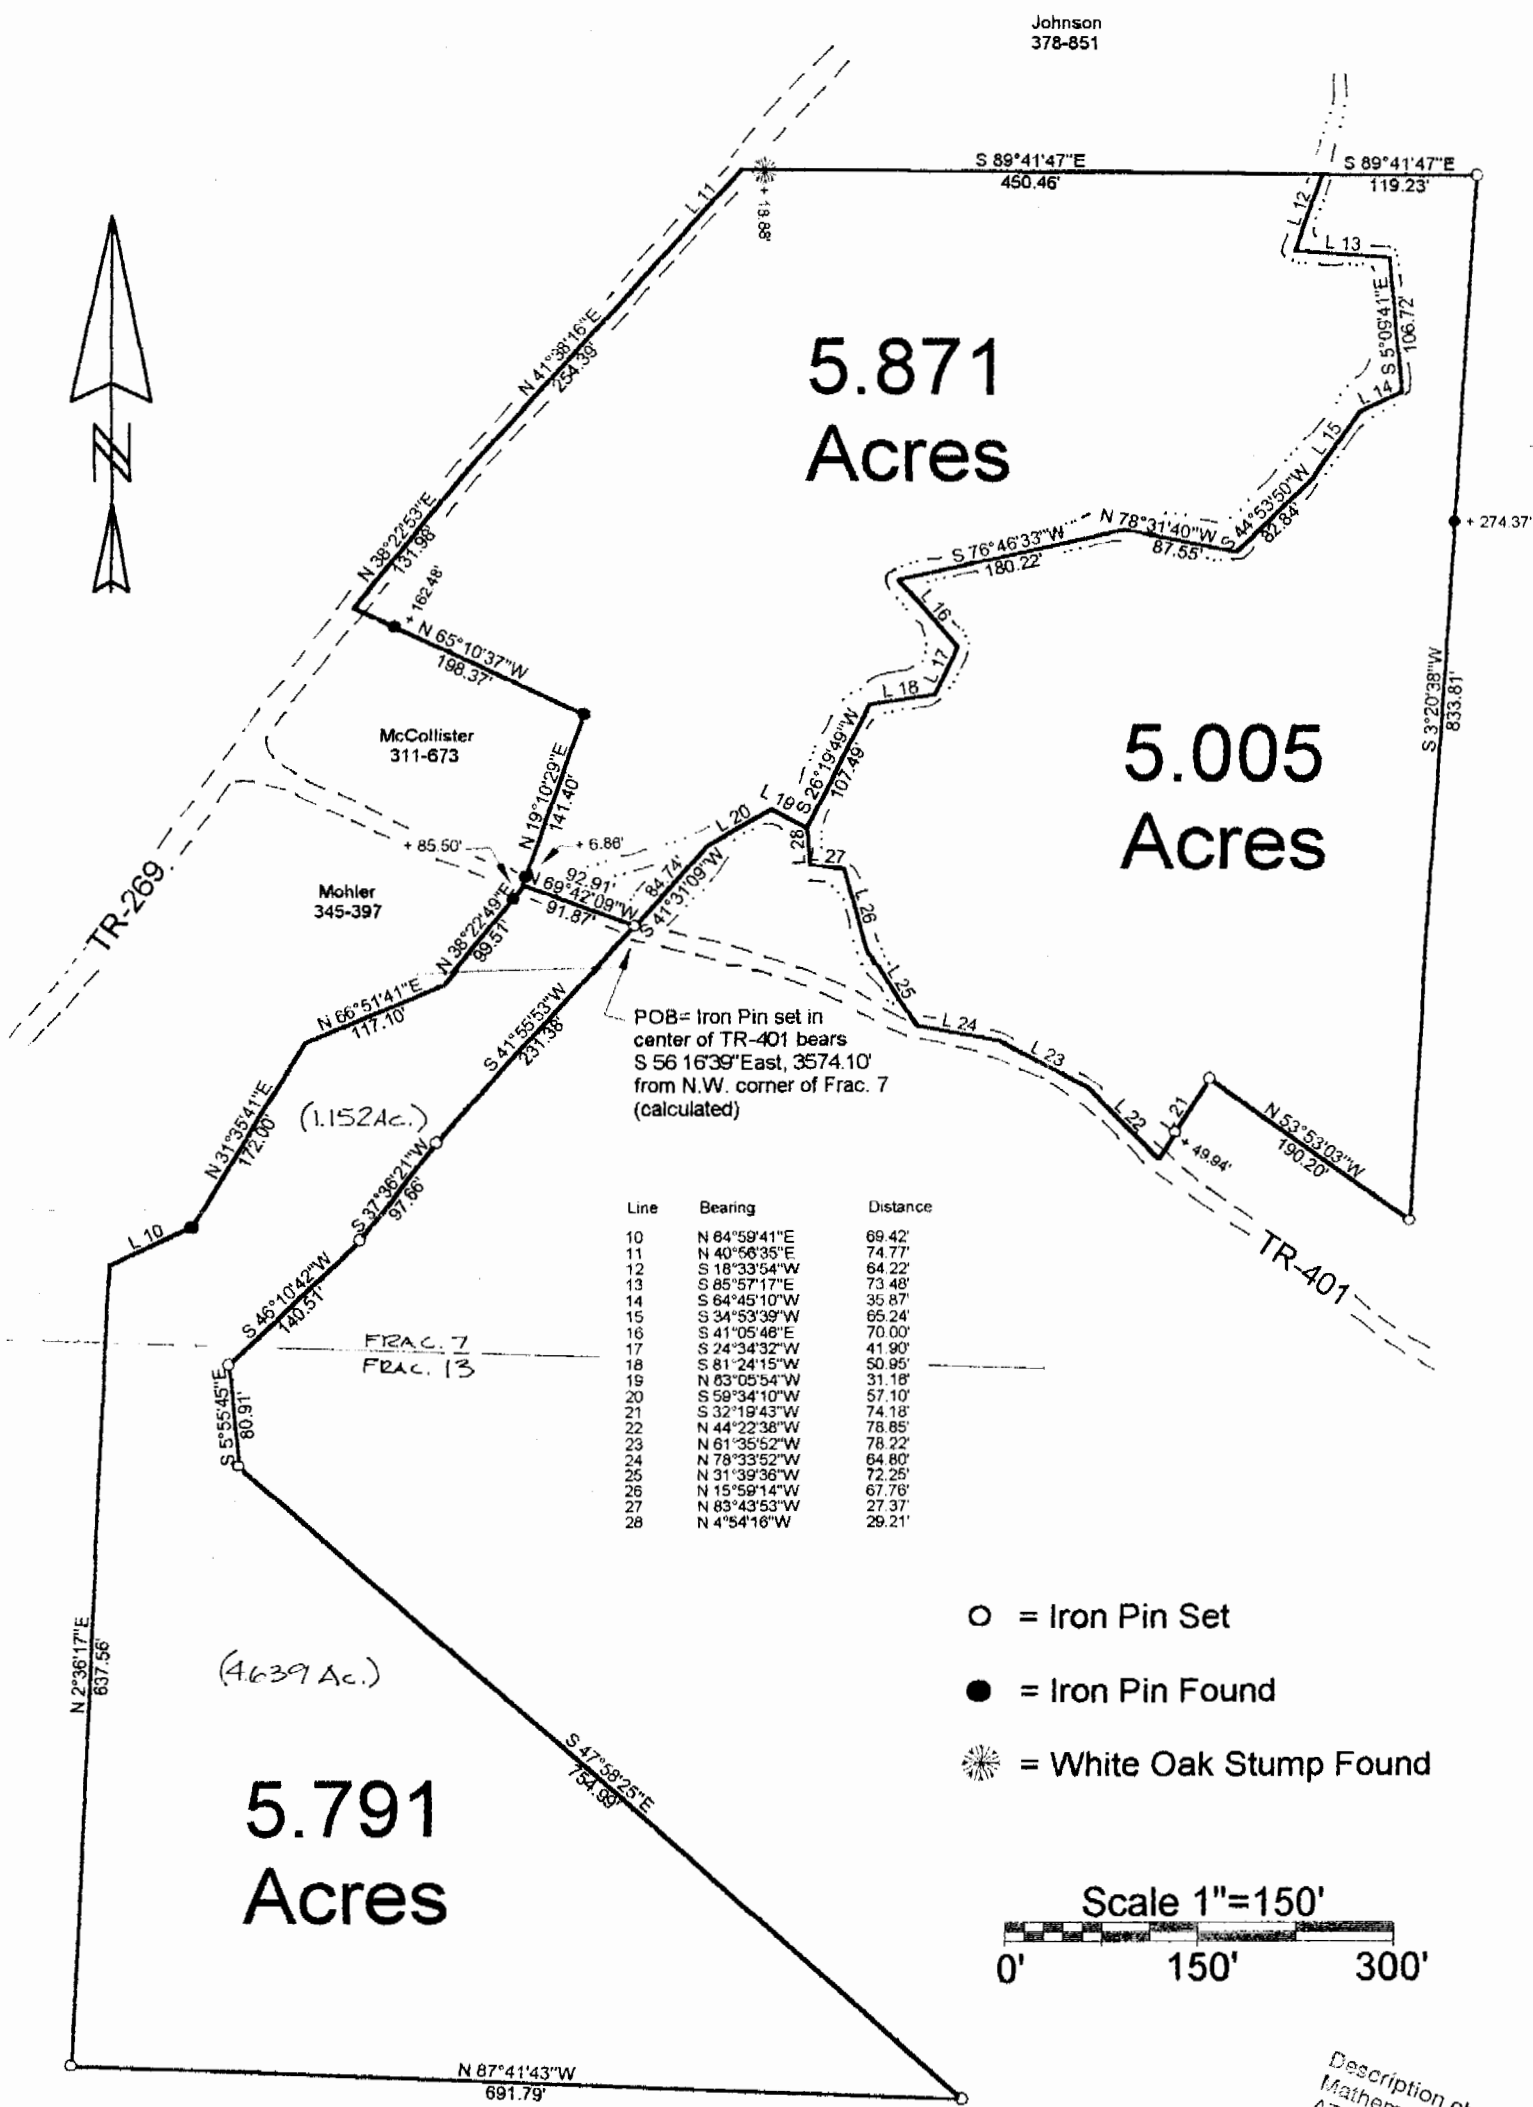 Johnson
378-851
S 89°41'47"E
450.46'
S 89°41'47"E
119.23'
L 11
+ 19.88'
L 12
L 13
S 5°09'41"E
106.72'
N 41°38'16"E
254.39'
5.871
Acres
L 14
L 15
S 44°53'50"W
82.84'
N 78°31'40"W
87.55'
S 76°46'33"W
180.22'
+ 274.37'
N 38°22'53"E
131.98'
+ 162.48'
N 65°10'37"W
198.37'
L 16
L 17
L 18
S 3°20'38"W
833.81'
McCollister
311-673
N 19°10'29"E
141.40'
S 26°19'49"W
107.49'
5.005
Acres
L 19
L 20
L 28
L 27
+ 85.50'
+ 6.86'
92.91'
N 69°42'09"W
91.87'
84.74'
S 41°31'09"W
L 26
L 25
TR-269
Mohler
345-397
N 38°22'49"E
99.51'
N 66°51'41"E
117.10'
S 41°55'53"W
231.38'
POB= Iron Pin set in
center of TR-401 bears
S 56 16'39"East, 3574.10'
from N.W. corner of Frac. 7
(calculated)
L 24
L 23
L 22
L 21
+ 49.94'
N 53°53'03"W
190.20'
TR-401
N 31°35'41"E
172.00'
(1.152 Ac.)
S 37°36'21"W
97.66'
L 10
S 46°10'42"W
140.51'
FRAC. 7
FRAC. 13
S 5°55'45"E
80.91'
Line Bearing Distance
10 N 64°59'41"E 69.42'
11 N 40°56'35"E 74.77'
12 S 18°33'54"W 64.22'
13 S 85°57'17"E 73.48'
14 S 64°45'10"W 35.87'
15 S 34°53'39"W 65.24'
16 S 41°05'46"E 70.00'
17 S 24°34'32"W 41.90'
18 S 81°24'15"W 50.95'
19 N 63°05'54"W 31.18'
20 S 59°34'10"W 57.10'
21 S 32°19'43"W 74.18'
22 N 44°22'38"W 78.85'
23 N 61°35'52"W 78.22'
24 N 78°33'52"W 64.80'
25 N 31°39'36"W 72.25'
26 N 15°59'14"W 67.76'
27 N 83°43'53"W 27.37'
28 N 4°54'16"W 29.21'
N 2°36'17"E
637.56'
(4.639 Ac.)
S 47°58'25"E
754.99'
5.791
Acres
= Iron Pin Set
= Iron Pin Found
= White Oak Stump Found
Scale 1"=150'
0' 150' 300'
N 87°41'43"W
691.79'
N
Description